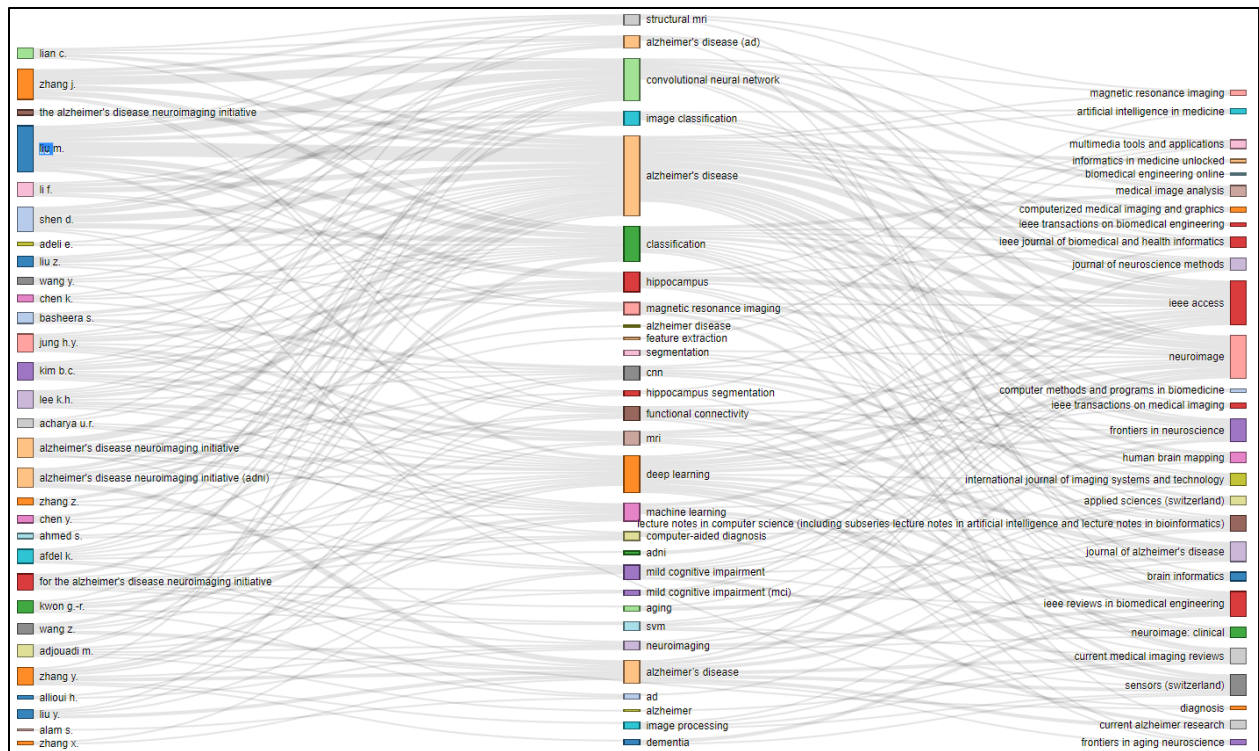 lian c.
zhang j.
the alzheimer's disease neuroimaging initiative
liu m.
li f.
shen d.
adeli e.
liu z.
wang y.
chen k.
basheera s.
jung h.y.
kim b.c.
lee k.h.
acharya u.r.
alzheimer's disease neuroimaging initiative
alzheimer's disease neuroimaging initiative (adni)
zhang z.
chen y.
ahmed s.
afdel k.
for the alzheimer's disease neuroimaging initiative
kwon g.-r.
wang z.
adjouadi m.
zhang y.
allioui h.
liu y.
alam s.
zhang x.
structural mri
alzheimer's disease (ad)
convolutional neural network
image classification
alzheimer's disease
classification
hippocampus
magnetic resonance imaging
alzheimer disease
feature extraction
segmentation
cnn
hippocampus segmentation
functional connectivity
mri
deep learning
machine learning
computer-aided diagnosis
adni
mild cognitive impairment
mild cognitive impairment (mci)
aging
svm
neuroimaging
alzheimer's disease
ad
alzheimer
image processing
dementia
magnetic resonance imaging
artificial intelligence in medicine
multimedia tools and applications
informatics in medicine unlocked
biomedical engineering online
medical image analysis
computerized medical imaging and graphics
ieee transactions on biomedical engineering
ieee journal of biomedical and health informatics
journal of neuroscience methods
ieee access
neuroimage
computer methods and programs in biomedicine
ieee transactions on medical imaging
frontiers in neuroscience
human brain mapping
international journal of imaging systems and technology
applied sciences (switzerland)
lecture notes in computer science (including subseries lecture notes in artificial intelligence and lecture notes in bioinformatics)
journal of alzheimer's disease
brain informatics
ieee reviews in biomedical engineering
neuroimage: clinical
current medical imaging reviews
sensors (switzerland)
diagnosis
current alzheimer research
frontiers in aging neuroscience